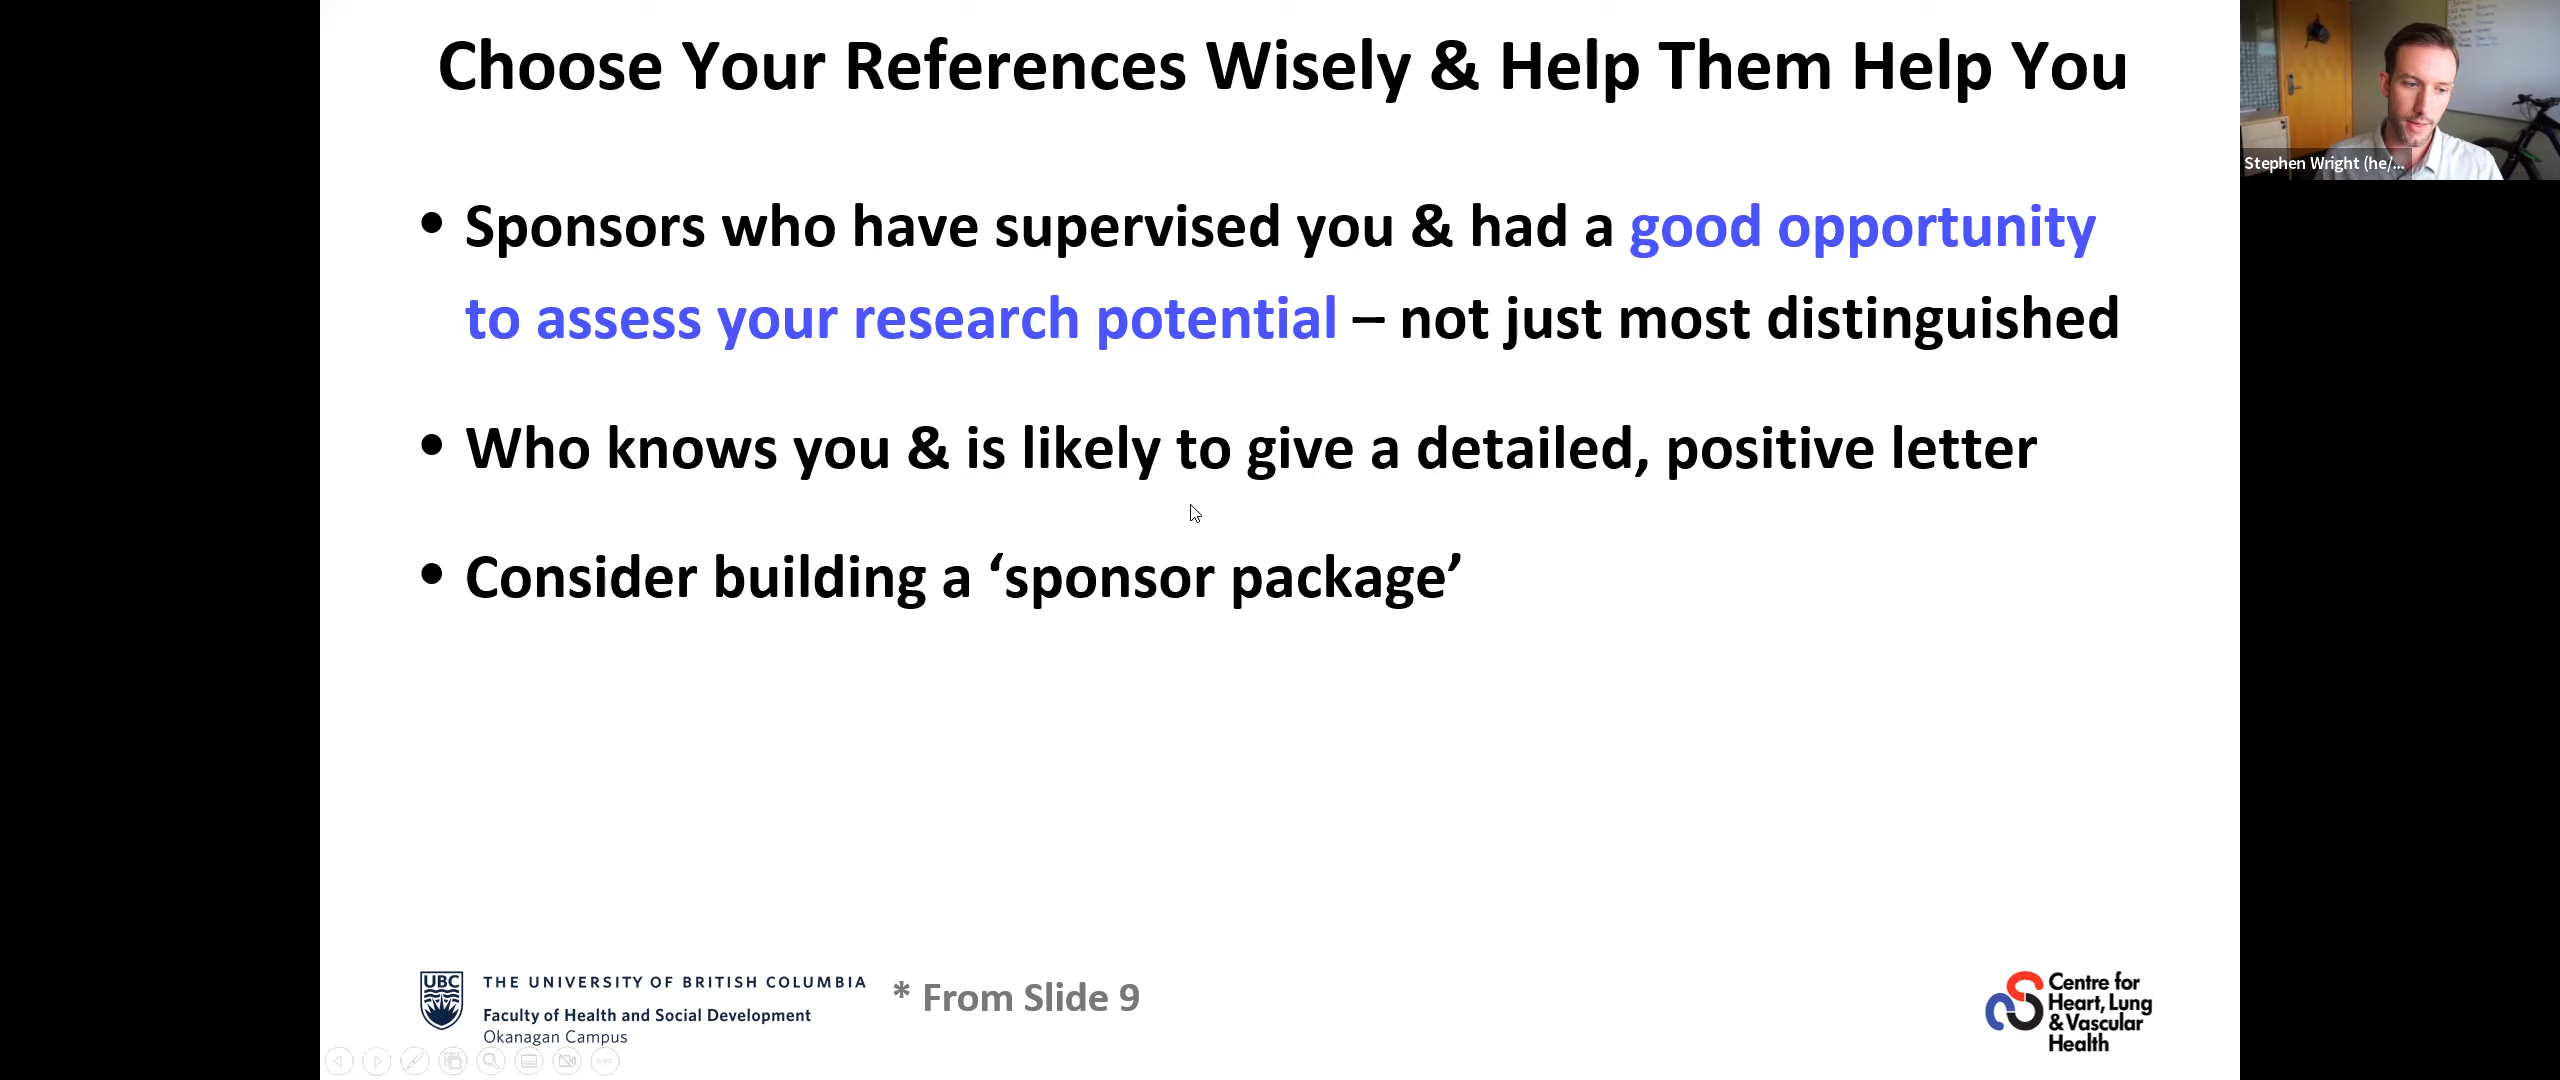 Choose Your References Wisely & Help Them Help You
Stephen Wright (he/...
• Sponsors who have supervised you & had a good opportunity
to assess your research potential – not just most distinguished
• Who knows you & is likely to give a detailed, positive letter
• Consider building a ‘sponsor package’
UBC
THE UNIVERSITY OF BRITISH COLUMBIA
Faculty of Health and Social Development
Okanagan Campus
* From Slide 9
Centre for
Heart, Lung
& Vascular
Health